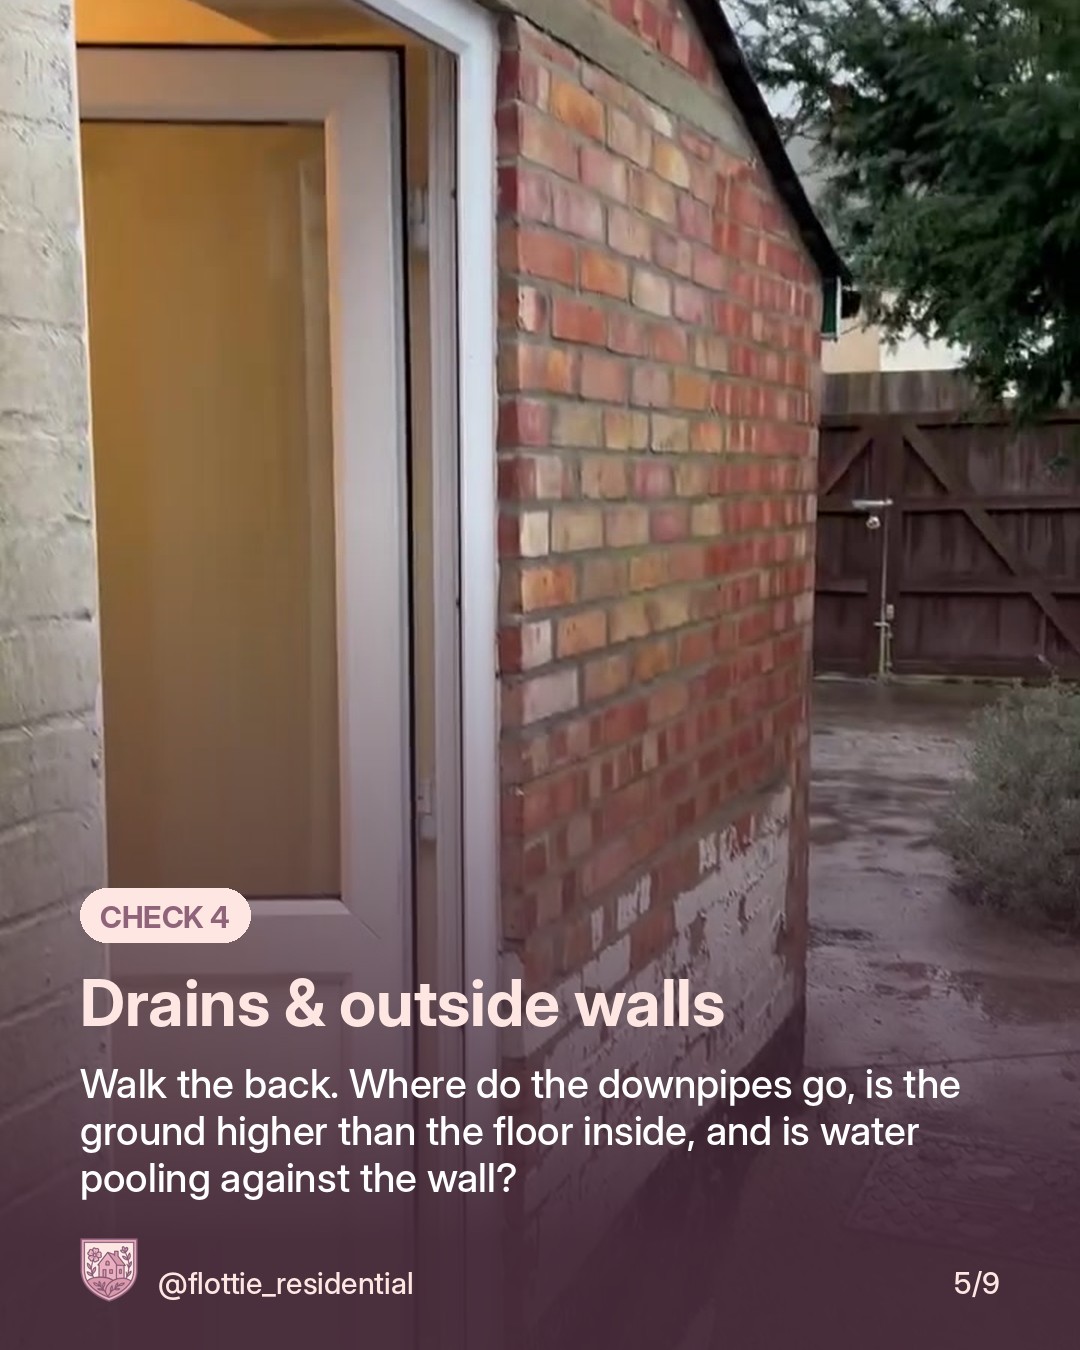 CHECK 4
Drains & outside walls
Walk the back. Where do the downpipes go, is the
ground higher than the floor inside, and is water
pooling against the wall?
@flottie_residential
5/9